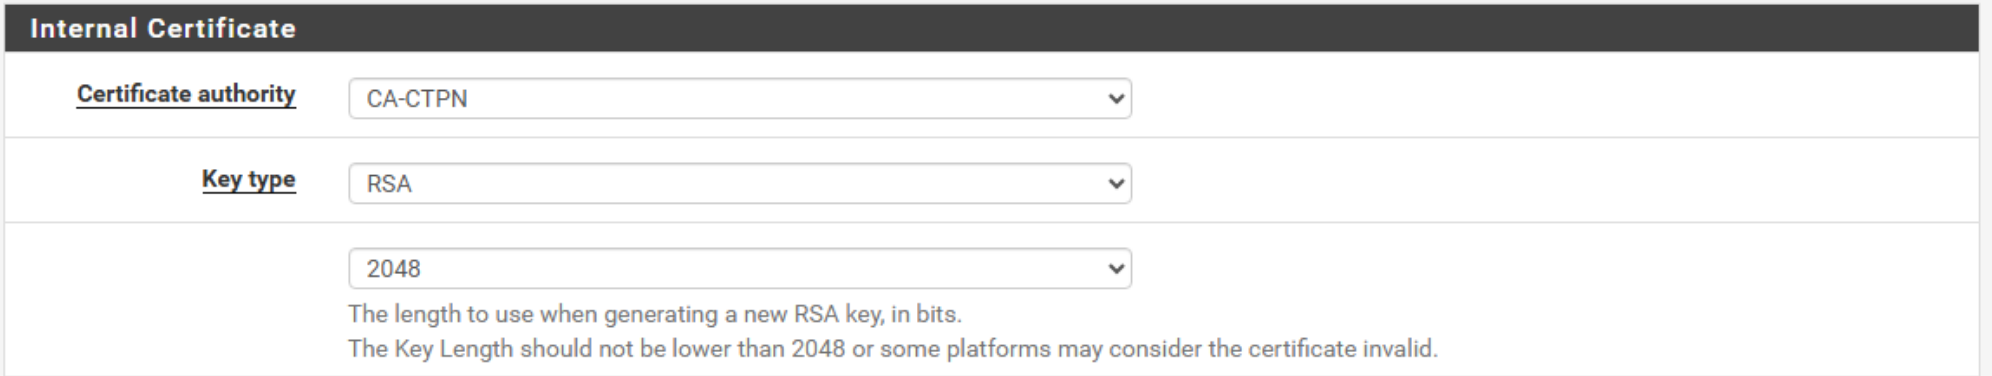 Internal Certificate
Certificate authority
CA-CTPN
Key type
RSA
2048
The length to use when generating a new RSA key, in bits.
The Key Length should not be lower than 2048 or some platforms may consider the certificate invalid.